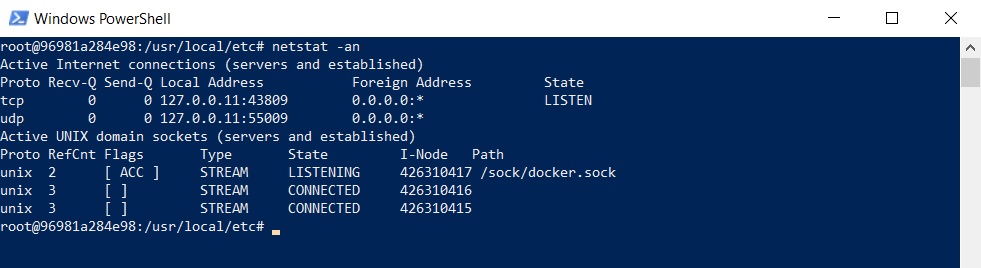 Windows PowerShell
root@96981a284e98:/usr/local/etc# netstat -an
Active Internet connections (servers and established)
Proto Recv-Q Send-Q Local Address           Foreign Address         State
tcp        0      0 127.0.0.11:43809        0.0.0.0:*               LISTEN
udp        0      0 127.0.0.11:55009        0.0.0.0:*
Active UNIX domain sockets (servers and established)
Proto RefCnt Flags       Type       State         I-Node   Path
unix  2      [ ACC ]     STREAM     LISTENING     426310417 /sock/docker.sock
unix  3      [ ]         STREAM     CONNECTED     426310416
unix  3      [ ]         STREAM     CONNECTED     426310415
root@96981a284e98:/usr/local/etc#